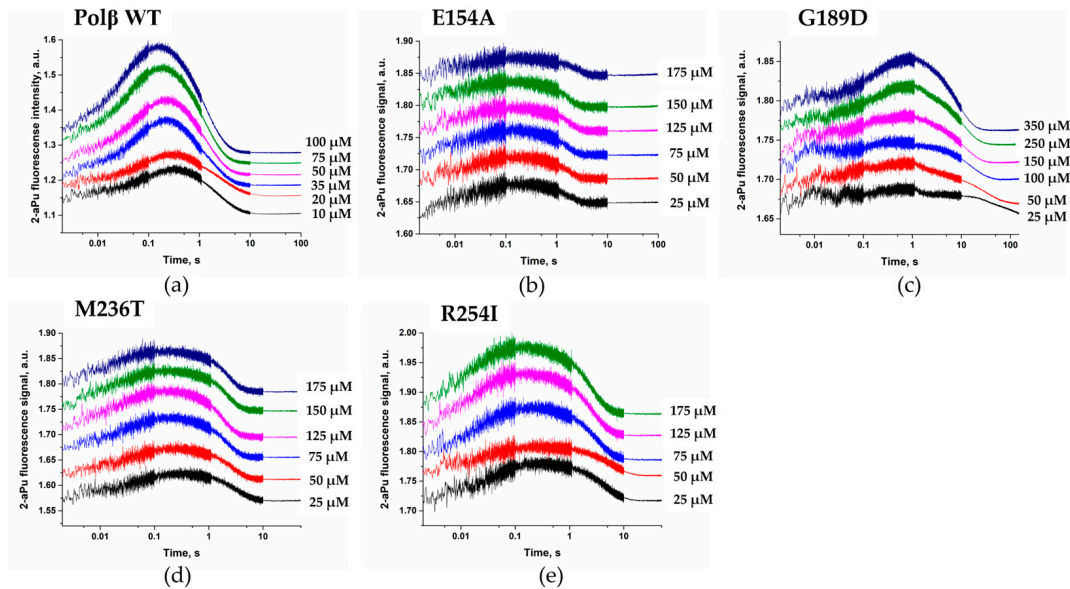 Polβ WT
2-aPu fluorescense intensity, a.u.
1.6
1.5
1.4
1.3
1.2
1.1
0.01 0.1 1 10 100
Time, s
100 μM
75 μM
50 μM
35 μM
20 μM
10 μM
(a)
E154A
2-aPu fluorescense signal, a.u.
1.90
1.85
1.80
1.75
1.70
1.65
1.60
0.01 0.1 1 10 100
Time, s
175 μM
150 μM
125 μM
75 μM
50 μM
25 μM
(b)
G189D
2-aPu fluorescense signal, a.u.
1.85
1.80
1.75
1.70
1.65
0.01 0.1 1 10 100
Time, s
350 μM
250 μM
150 μM
100 μM
50 μM
25 μM
(c)
M236T
2-aPu fluorescence signal, a.u.
1.90
1.85
1.80
1.75
1.70
1.65
1.60
1.55
0.01 0.1 1 10
Time, s
175 μM
150 μM
125 μM
75 μM
50 μM
25 μM
(d)
R254I
2-aPu fluorescence signal, a.u.
2.00
1.95
1.90
1.85
1.80
1.75
1.70
0.01 0.1 1 10
Time, s
175 μM
125 μM
75 μM
50 μM
25 μM
(e)